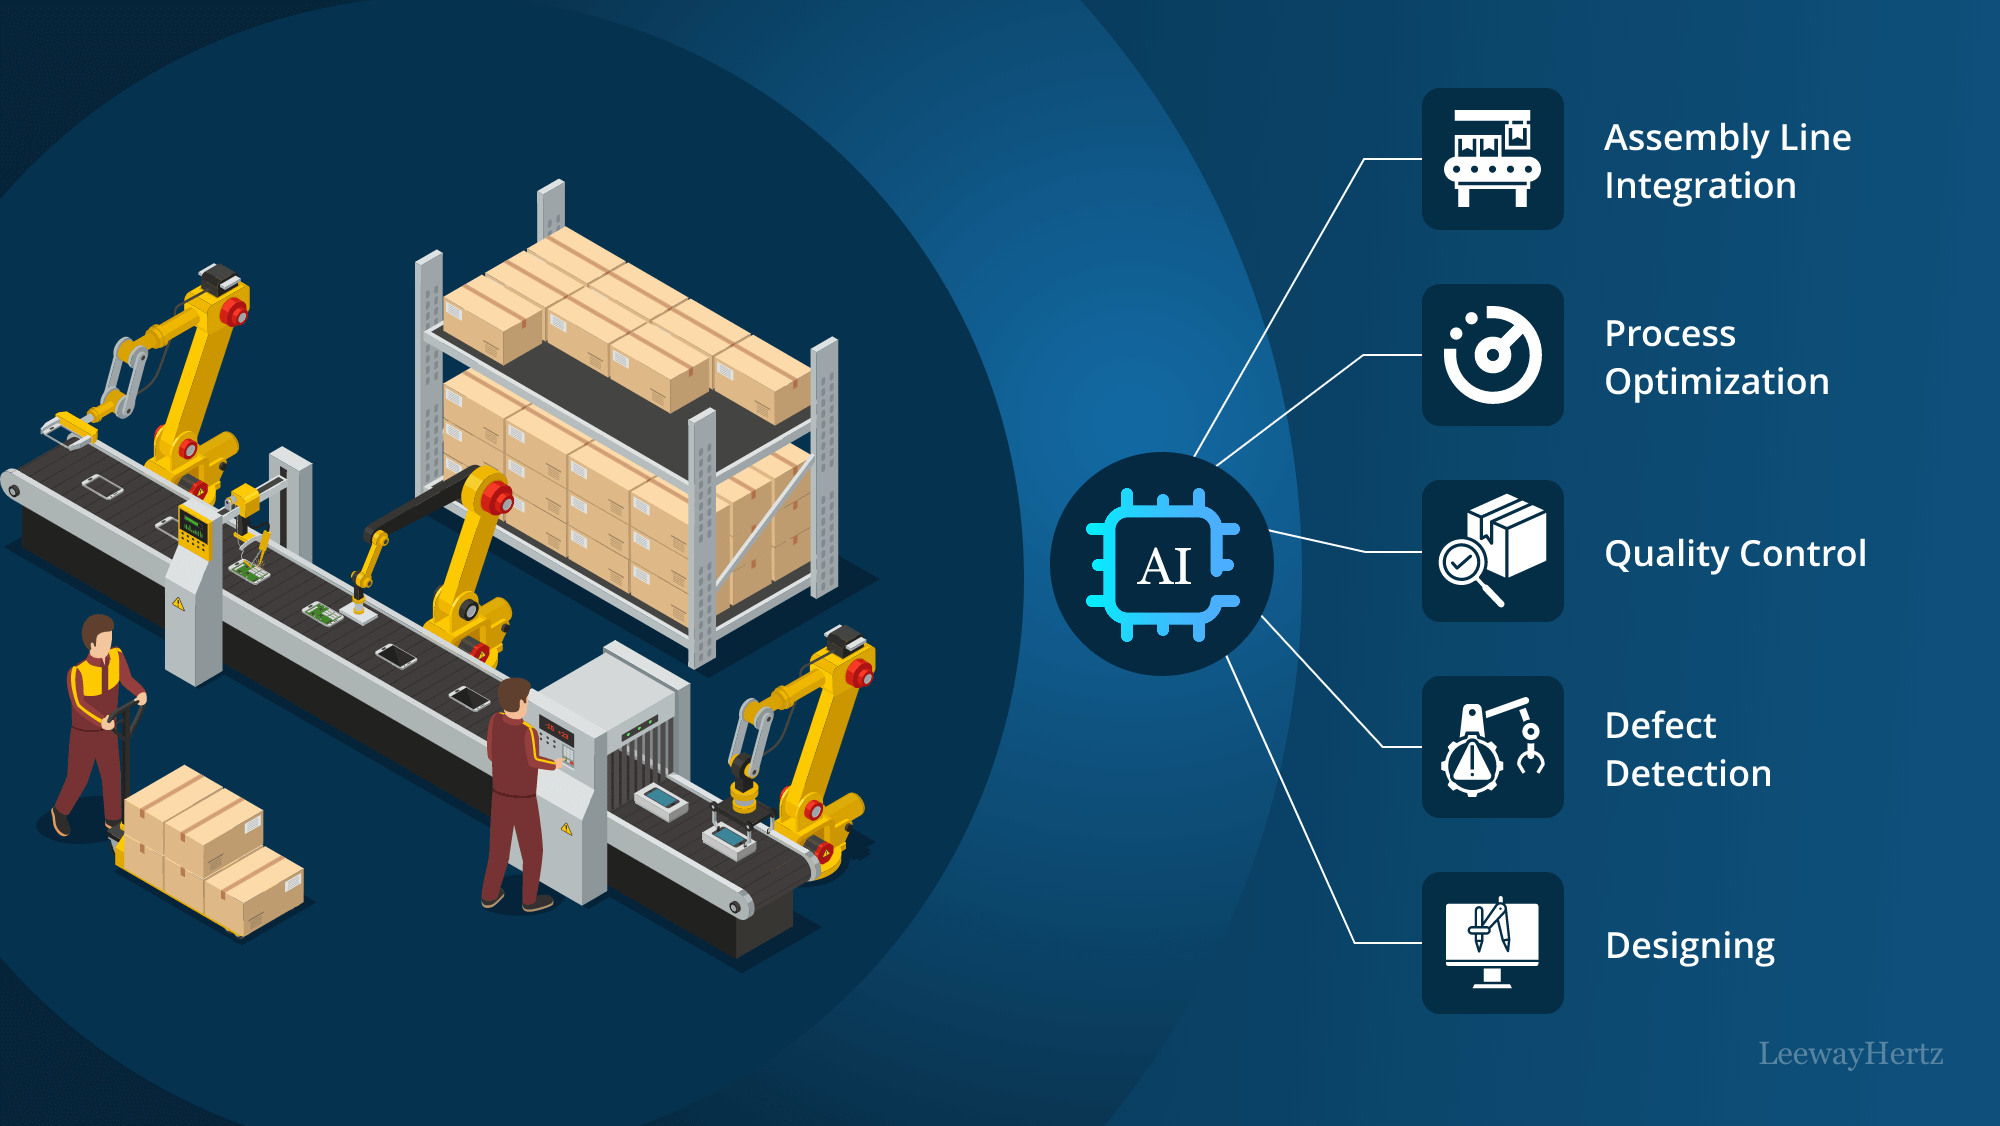 Assembly Line
Integration
Process
Optimization
AI
Quality Control
Defect
Detection
Designing
LeewayHertz